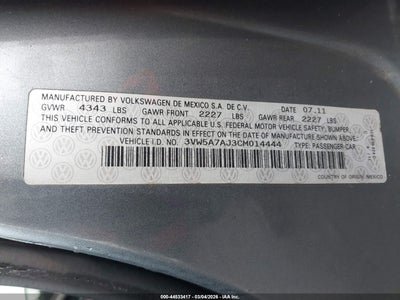 MANUFACTURED BY VOLKSWAGEN DE MEXICO S.A. DE C.V.
GVWR 4343 LBS GAWR FRONT 2227 LBS DATE 07.11 GAWR REAR 2227 LBS
THIS VEHICLE CONFORMS TO ALL APPLICABLE U.S. FEDERAL MOTOR VEHICLE SAFETY, BUMPER,
AND THEFT PREVENTION STANDARDS IN EFFECT ON THE DATE OF MANUFACTURE SHOWN ABOVE.
VEHICLE I.D. NO. 3VW5A7AJ3CM014444 TYPE: PASSENGER-CAR
COUNTRY OF ORIGIN: MEXICO
000-44533417 - 03/04/2026 - 000-000